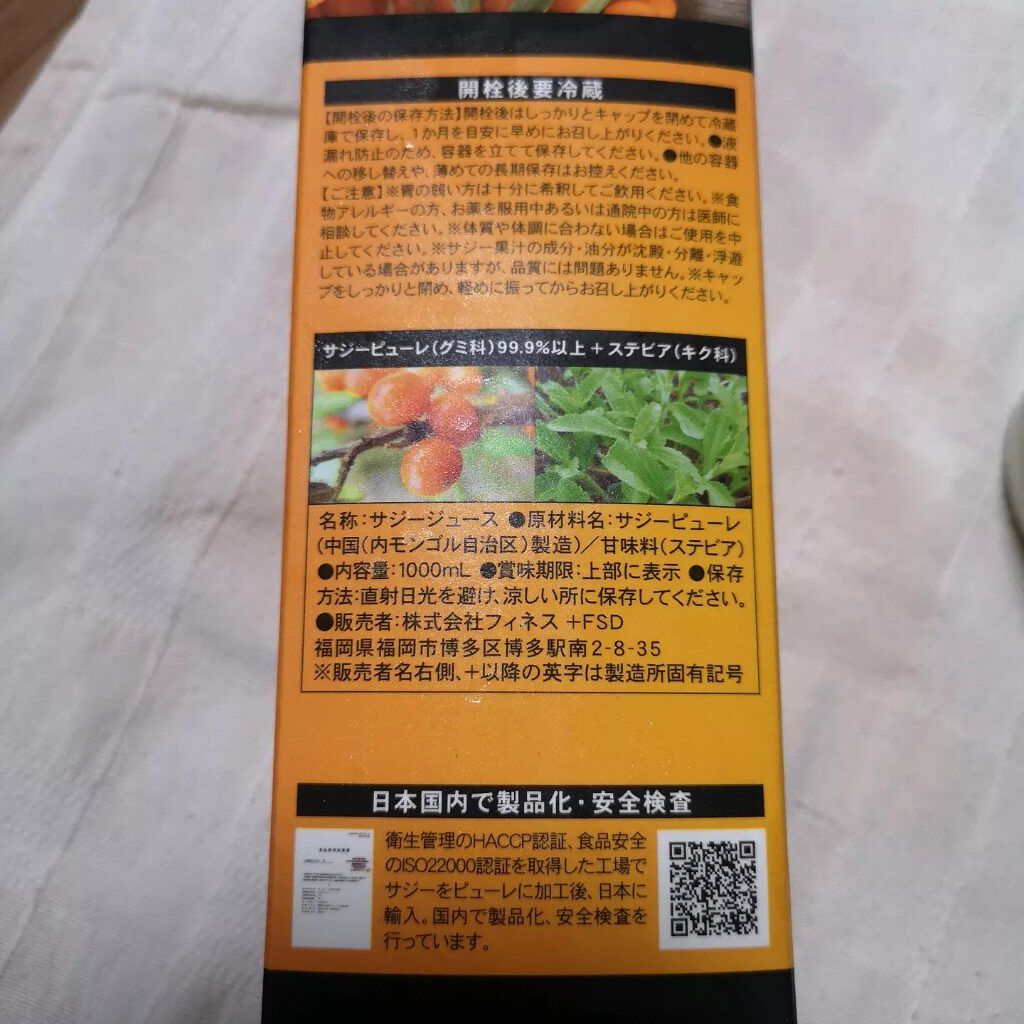 開栓後要冷蔵
【開栓後の保存方法】開栓後はしっかりとキャップを閉めて冷蔵
庫で保存し、1か月を目安に早めにお召し上がりください。●液
漏れ防止のため、容器を立てて保存してください。●他の容器
への移し替えや、薄めての長期保存はお控えください。
【ご注意】※胃の弱い方は十分に希釈してご飲用ください。※食
物アレルギーの方、お薬を服用中あるいは通院中の方は医師に
相談してください。※体質や体調に合わない場合はご使用を中
止してください。※サジー果汁の成分・油分が沈殿・分離・浮遊
している場合がありますが、品質には問題ありません。※キャッ
プをしっかりと閉め、軽めに振ってからお召し上がりください。
サジーピューレ(グミ科)99.9%以上+ステビア(キク科)
名称:サジージュース ●原材料名:サジーピューレ
(中国(内モンゴル自治区)製造)/甘味料(ステビア)
●内容量:1000mL ●賞味期限:上部に表示 ●保存
方法:直射日光を避け、涼しい所に保存してください。
●販売者:株式会社フィネス +FSD
福岡県福岡市博多区博多駅南2-8-35
※販売者名右側、+以降の英字は製造所固有記号
日本国内で製品化・安全検査
衛生管理のHACCP認証、食品安全
のISO22000認証を取得した工場で
サジーをピューレに加工後、日本に
輸入。国内で製品化、安全検査を
行っています。